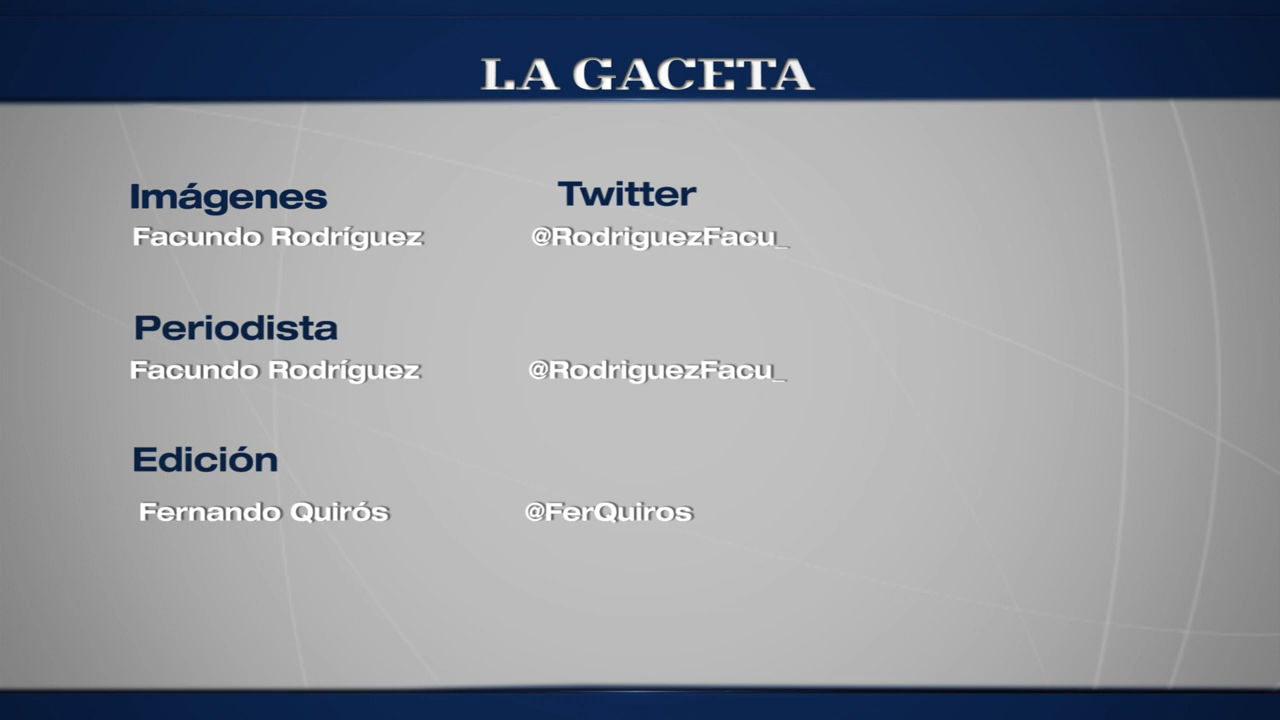 LA GACETA
Imágenes Twitter
Facundo Rodríguez @RodriguezFacu_
Periodista
Facundo Rodríguez @RodriguezFacu_
Edición
Fernando Quirós @FerQuiros